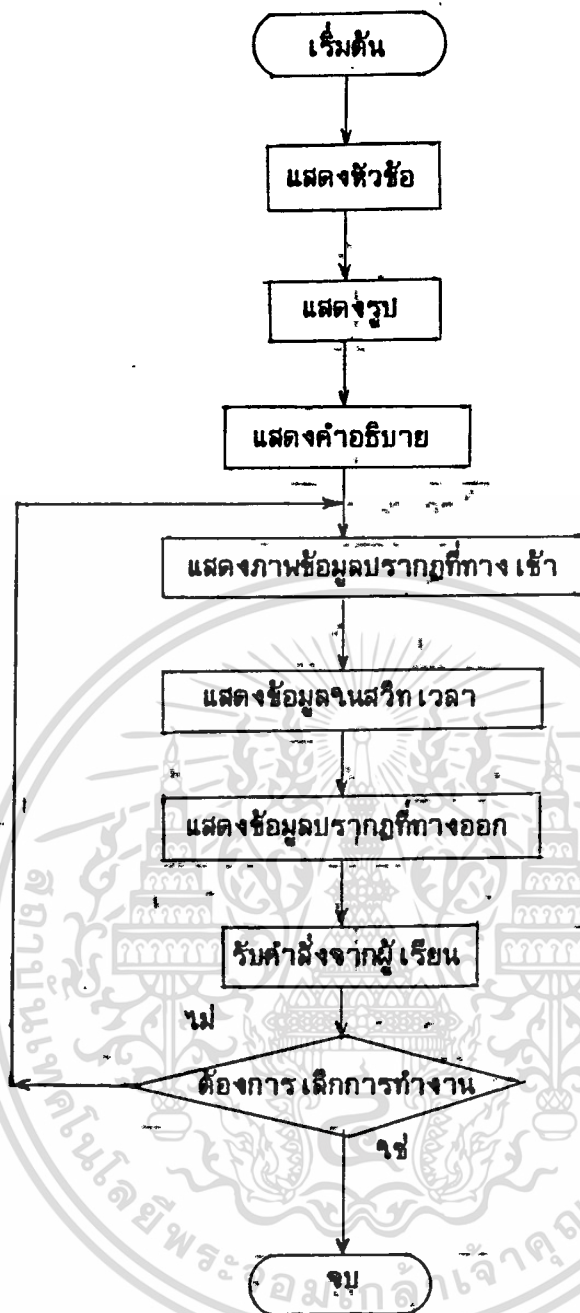 เริ่มต้น
แสดงหัวข้อ
แสดงรูป
แสดงคำอธิบาย
แสดงภาพข้อมูลปรากฏที่ทางเข้า
แสดงข้อมูลในสวิทเวลา
แสดงข้อมูลปรากฏที่ทางออก
รับคำสั่งจากผู้เรียน
ไม่
ต้องการเลิกการทำงาน
ใช่
จบ